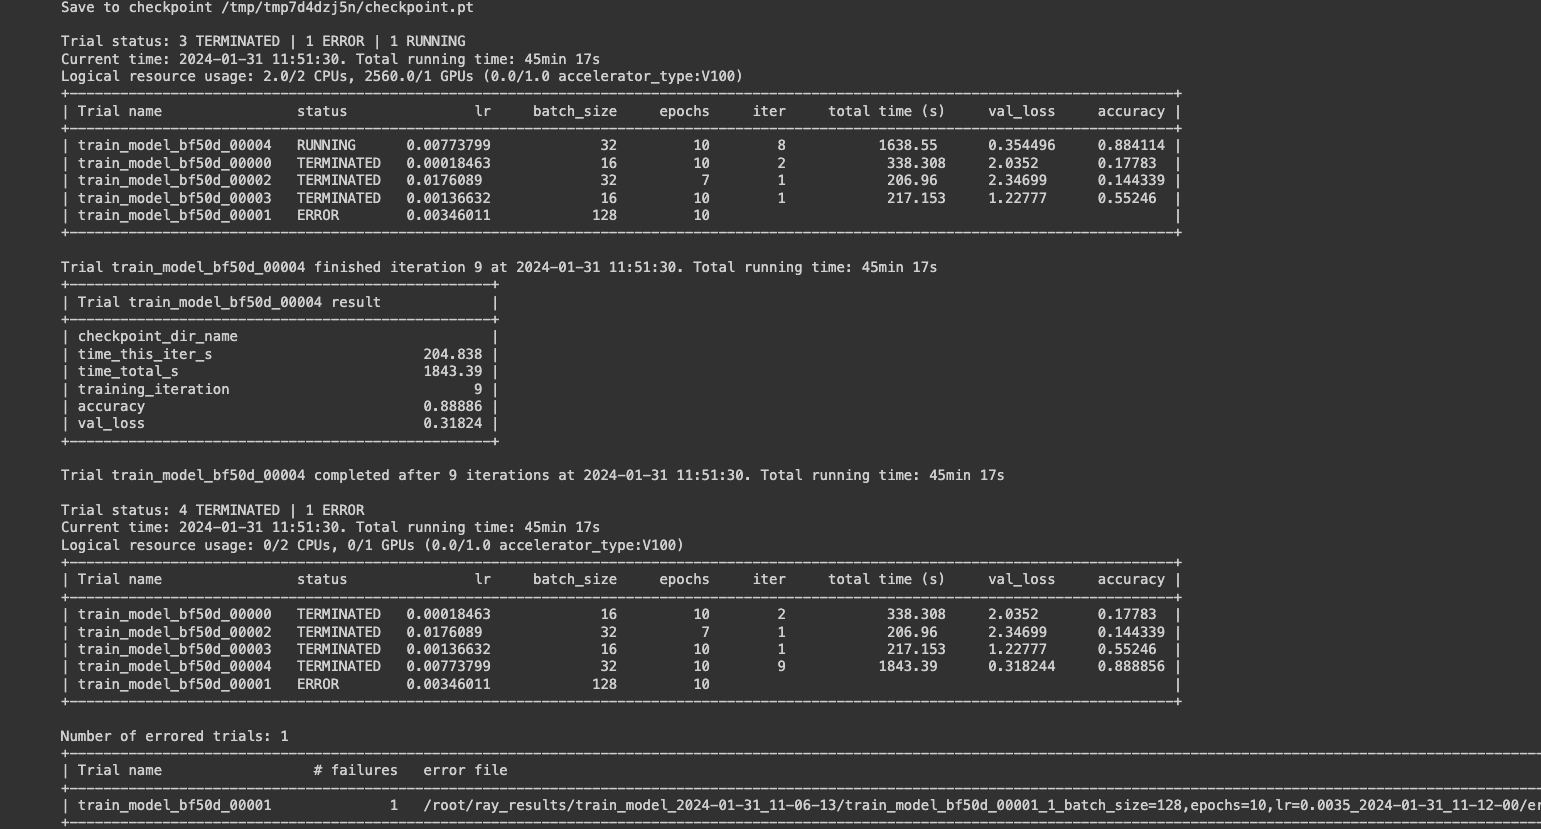 Save to checkpoint /tmp/tmp7d4dzj5n/checkpoint.pt
Trial status: 3 TERMINATED | 1 ERROR | 1 RUNNING
Current time: 2024-01-31 11:51:30. Total running time: 45min 17s
Logical resource usage: 2.0/2 CPUs, 2560.0/1 GPUs (0.0/1.0 accelerator_type:V100)
| Trial name status lr batch_size epochs iter total time (s) val_loss accuracy |
| train_model_bf50d_00004 RUNNING 0.00773799 32 10 8 1638.55 0.354496 0.884114 |
| train_model_bf50d_00000 TERMINATED 0.00018463 16 10 2 338.308 2.0352 0.17783 |
| train_model_bf50d_00002 TERMINATED 0.0176089 32 7 1 206.96 2.34699 0.144339 |
| train_model_bf50d_00003 TERMINATED 0.00136632 16 10 1 217.153 1.22777 0.55246 |
| train_model_bf50d_00001 ERROR 0.00346011 128 10 |
Trial train_model_bf50d_00004 finished iteration 9 at 2024-01-31 11:51:30. Total running time: 45min 17s
| Trial train_model_bf50d_00004 result |
| checkpoint_dir_name |
| time_this_iter_s 204.838 |
| time_total_s 1843.39 |
| training_iteration 9 |
| accuracy 0.88886 |
| val_loss 0.31824 |
Trial train_model_bf50d_00004 completed after 9 iterations at 2024-01-31 11:51:30. Total running time: 45min 17s
Trial status: 4 TERMINATED | 1 ERROR
Current time: 2024-01-31 11:51:30. Total running time: 45min 17s
Logical resource usage: 0/2 CPUs, 0/1 GPUs (0.0/1.0 accelerator_type:V100)
| Trial name status lr batch_size epochs iter total time (s) val_loss accuracy |
| train_model_bf50d_00000 TERMINATED 0.00018463 16 10 2 338.308 2.0352 0.17783 |
| train_model_bf50d_00002 TERMINATED 0.0176089 32 7 1 206.96 2.34699 0.144339 |
| train_model_bf50d_00003 TERMINATED 0.00136632 16 10 1 217.153 1.22777 0.55246 |
| train_model_bf50d_00004 TERMINATED 0.00773799 32 10 9 1843.39 0.318244 0.888856 |
| train_model_bf50d_00001 ERROR 0.00346011 128 10 |
Number of errored trials: 1
| Trial name # failures error file
| train_model_bf50d_00001 1 /root/ray_results/train_model_2024-01-31_11-06-13/train_model_bf50d_00001_1_batch_size=128,epochs=10,lr=0.0035_2024-01-31_11-12-00/er